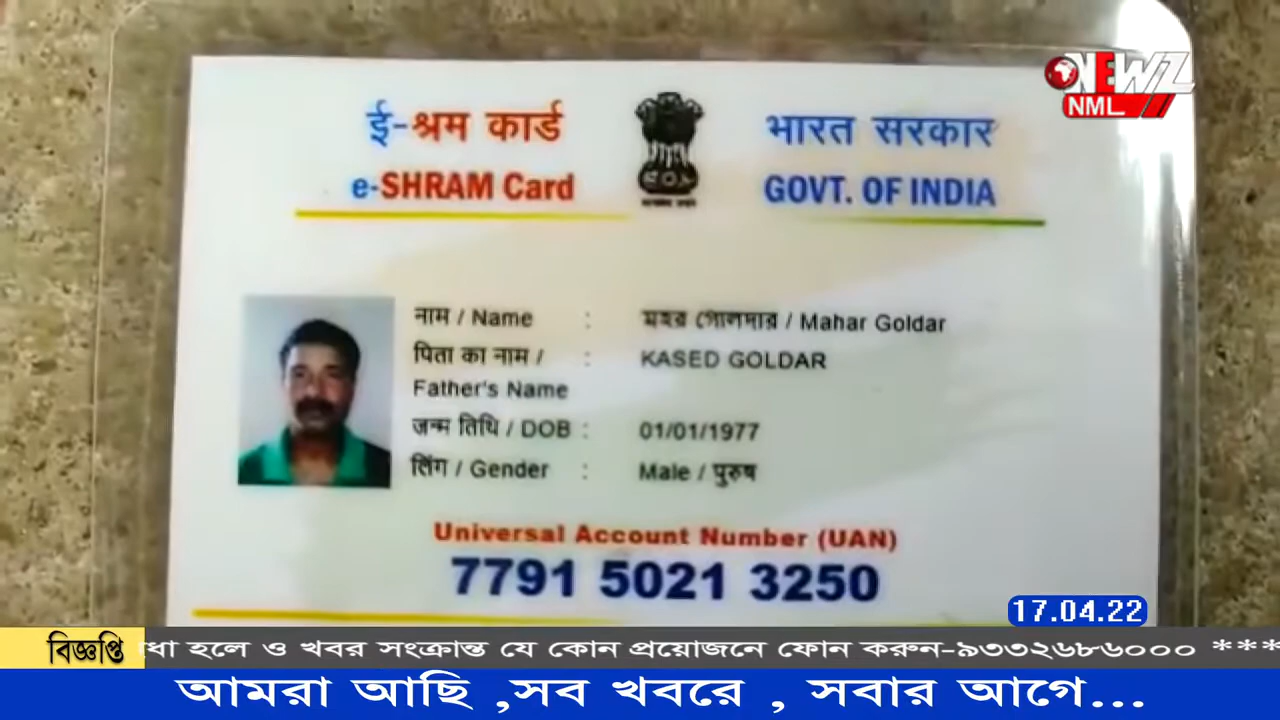 NEWZ
NML
ई-श्रम कार्ड
भारत सरकार
e-SHRAM Card
GOVT. OF INDIA
नाम / Name : মহর গোলদার / Mahar Goldar
पिता का नाम / : KASED GOLDAR
Father's Name
जन्म तिथि / DOB : 01/01/1977
लिंग / Gender : Male / पुरुष
Universal Account Number (UAN)
7791 5021 3250
17.04.22
বিজ্ঞপ্তি
ধো হলে ও খবর সংক্রান্ত যে কোন প্রয়োজনে ফোন করুন-৯৩৩২৬৮৬০০০ ***
আমরা আছি ,সব খবরে , সবার আগে...